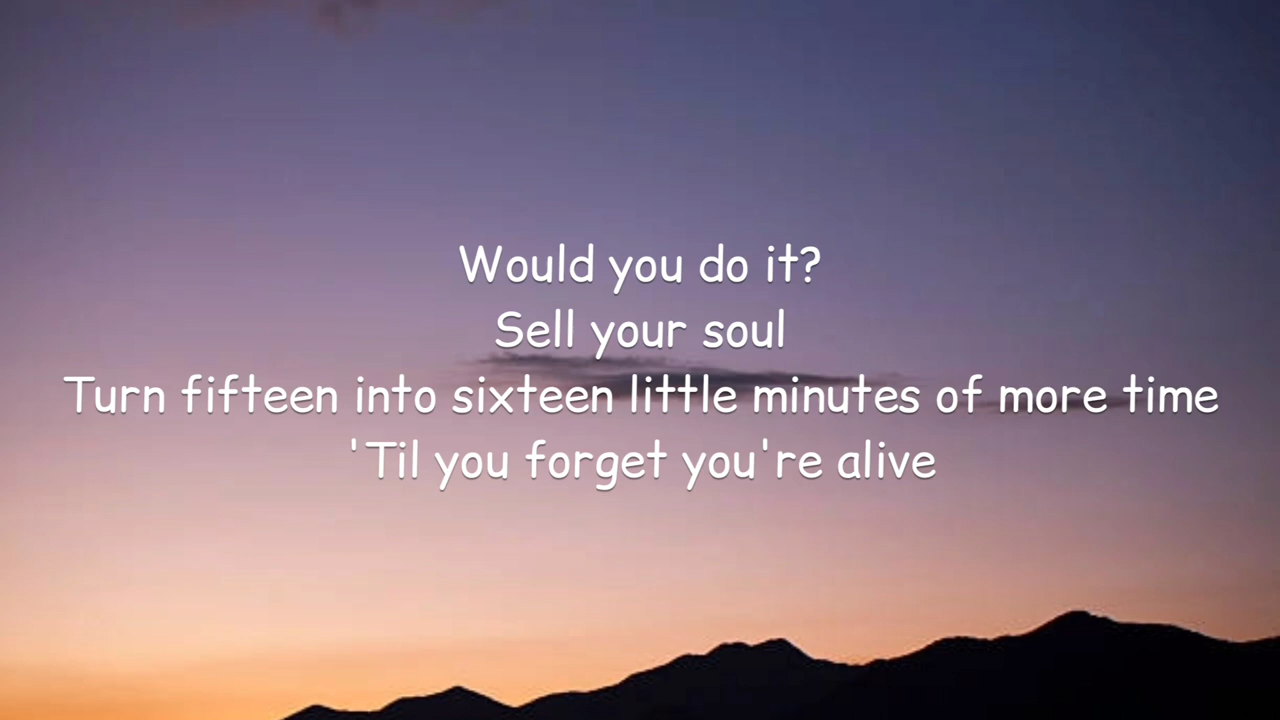 Would you do it?
Sell your soul
Turn fifteen into sixteen little minutes of more time
'Til you forget you're alive